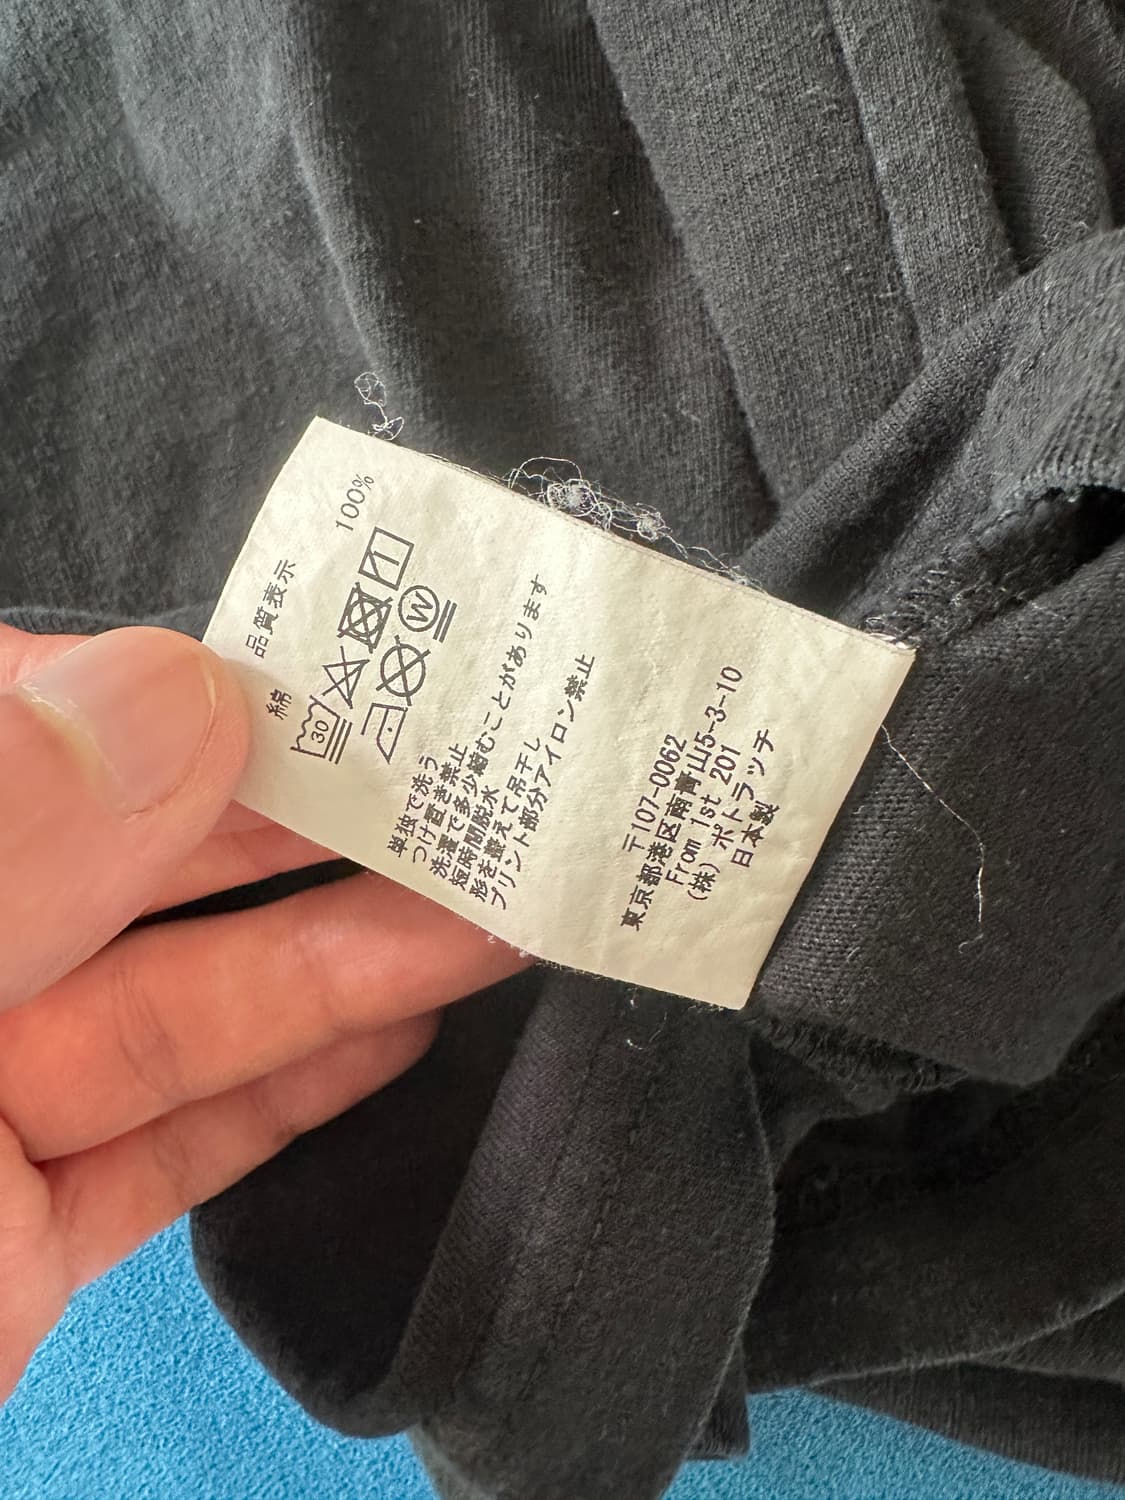 品質表示
綿 100%
30
W
単独で洗う
つけ置き禁止
洗濯で多少縮むことがあります
短時間脱水
形を整えて吊干し
プリント部分アイロン禁止
〒107-0062
東京都港区南青山5-3-10
From 1st 201
(株) ポトラッチ
日本製